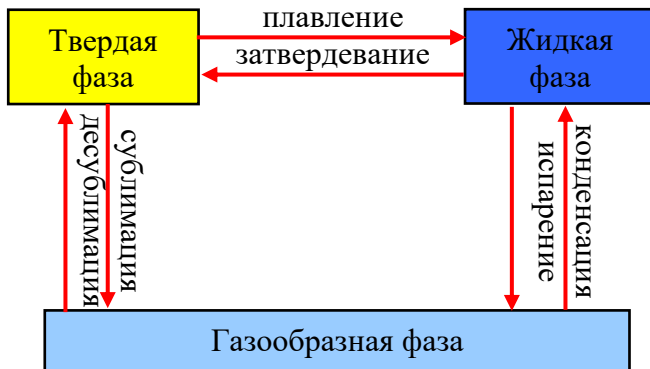 Твердая
фаза
плавление
затвердевание
Жидкая
фаза
десублимация
сублимация
испарение
конденсация
Газообразная фаза